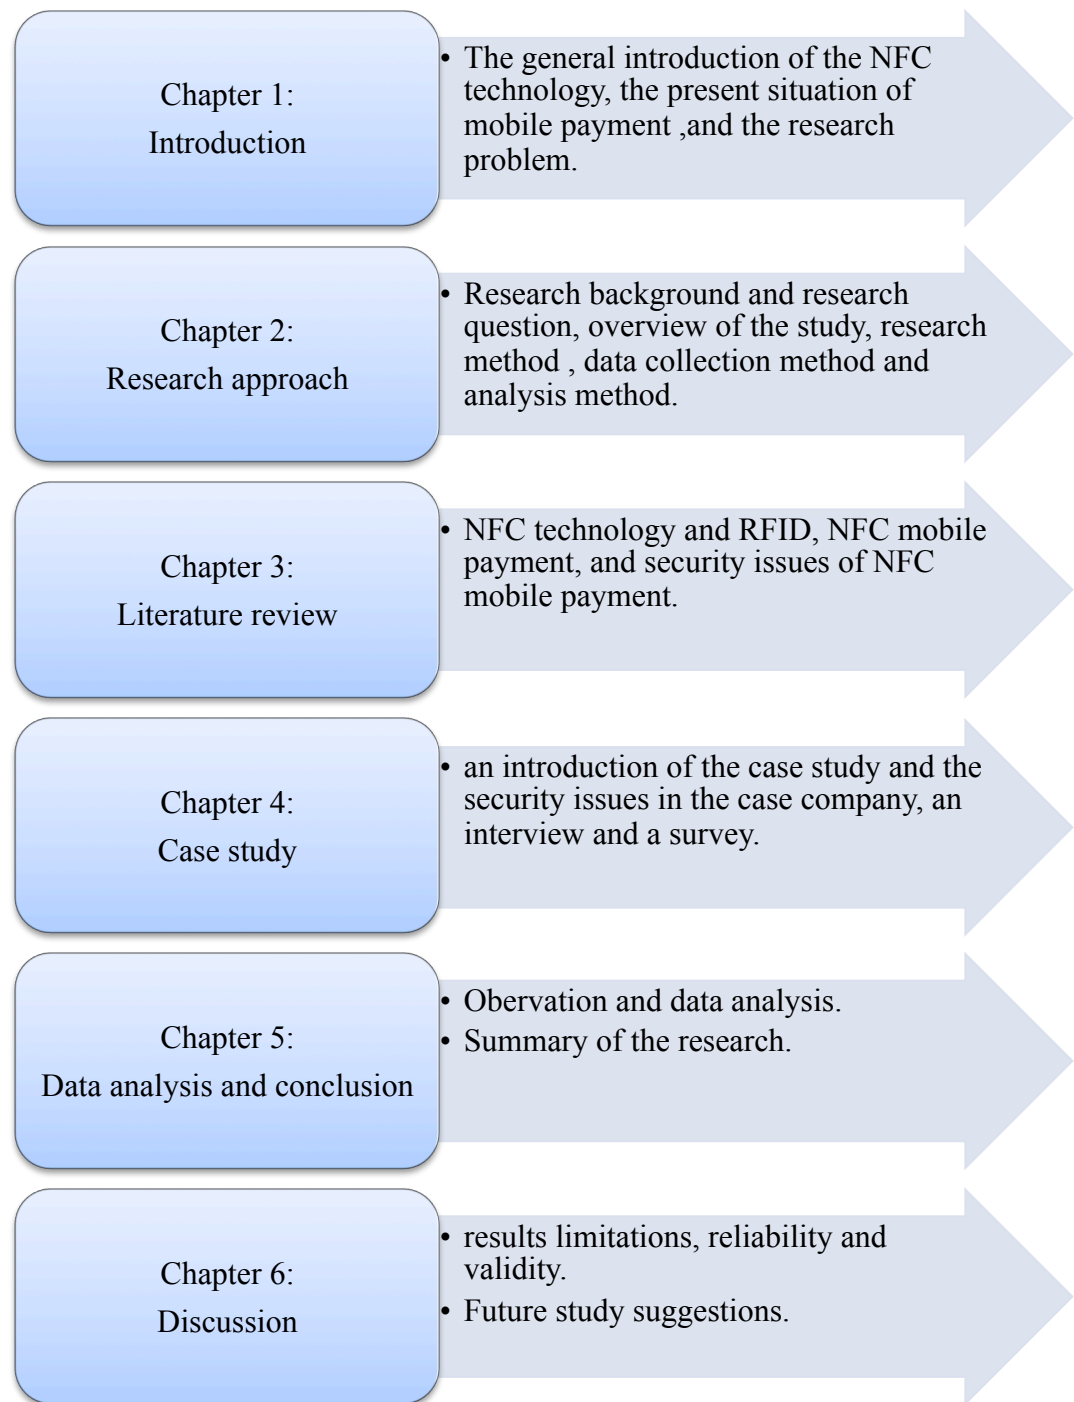 Chapter 1:
Introduction
• The general introduction of the NFC
technology, the present situation of
mobile payment ,and the research
problem.
Chapter 2:
Research approach
• Research background and research
question, overview of the study, research
method , data collection method and
analysis method.
Chapter 3:
Literature review
• NFC technology and RFID, NFC mobile
payment, and security issues of NFC
mobile payment.
Chapter 4:
Case study
• an introduction of the case study and the
security issues in the case company, an
interview and a survey.
Chapter 5:
Data analysis and conclusion
• Obervation and data analysis.
• Summary of the research.
Chapter 6:
Discussion
• results limitations, reliability and
validity.
• Future study suggestions.